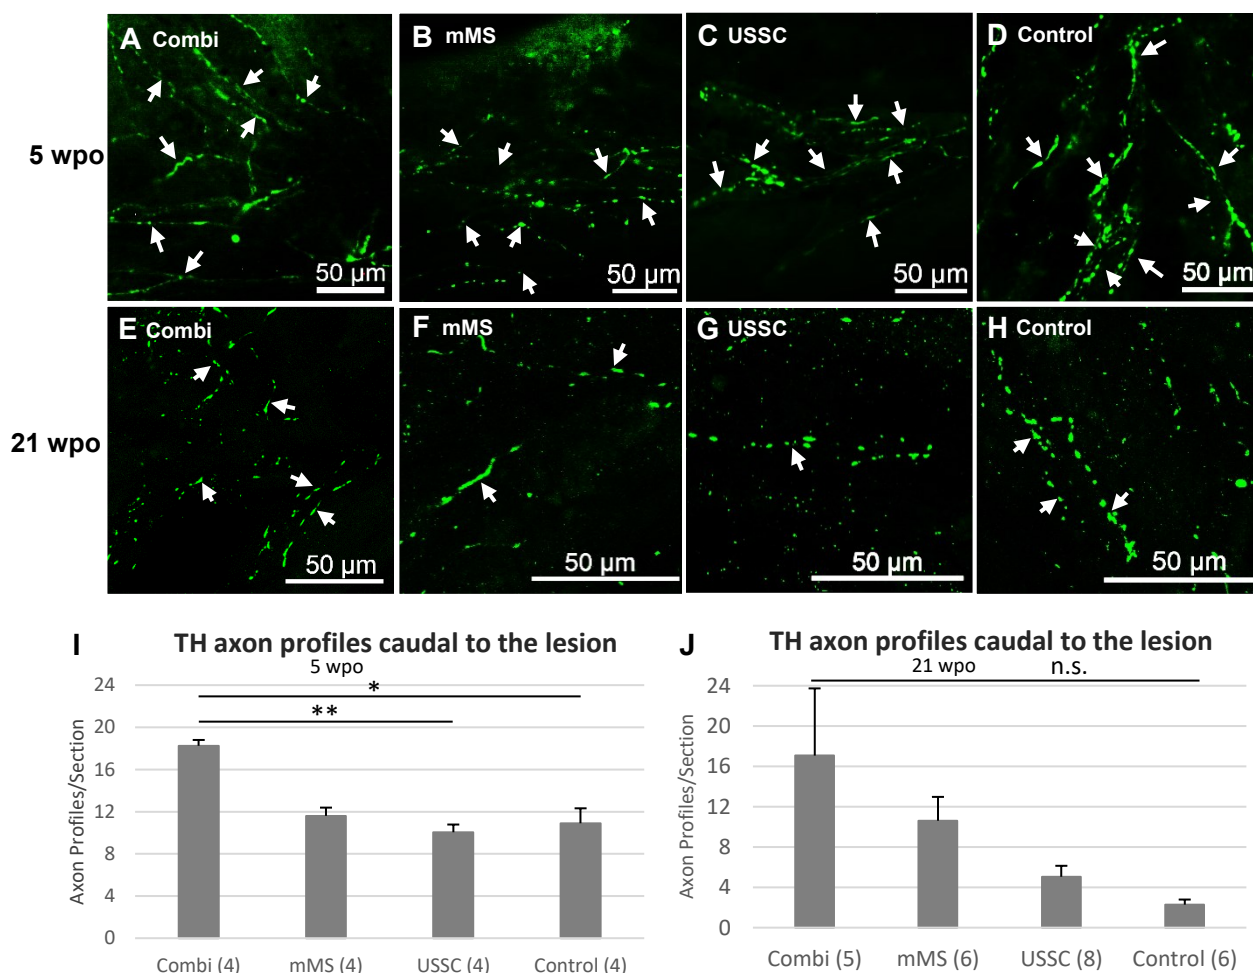 A Combi
B mMS
C USSC
D Control
5 wpo
50 µm
50 µm
50 µm
50 µm
E Combi
F mMS
G USSC
H Control
21 wpo
50 µm
50 µm
50 µm
50 µm
I
TH axon profiles caudal to the lesion
5 wpo
*
**
Axon Profiles/Section
24
20
16
12
8
4
0
Combi (4)
mMS (4)
USSC (4)
Control (4)
J
TH axon profiles caudal to the lesion
21 wpo
n.s.
Axon Profiles/Section
24
20
16
12
8
4
0
Combi (5)
mMS (6)
USSC (8)
Control (6)